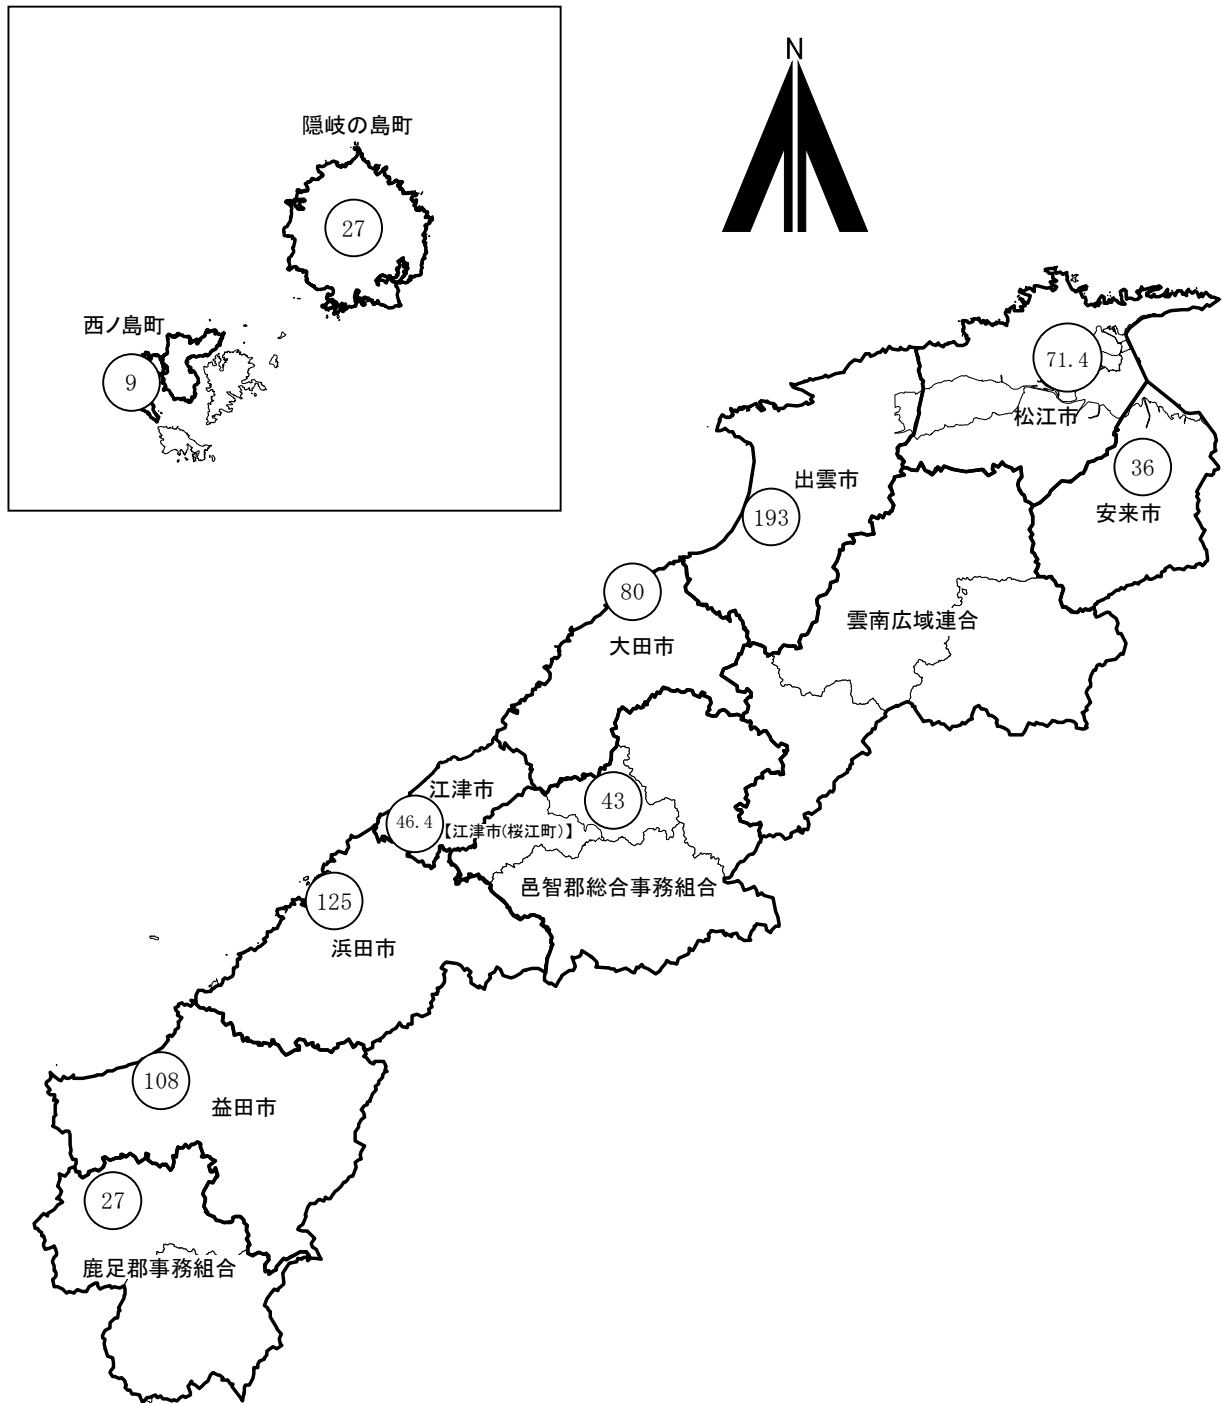 N
隠岐の島町
27
西ノ島町
9
71.4
松江市
36
安来市
出雲市
193
80
大田市
雲南広域連合
江津市
43
46.4
【江津市(桜江町)】
邑智郡総合事務組合
125
浜田市
108
益田市
27
鹿足郡事務組合